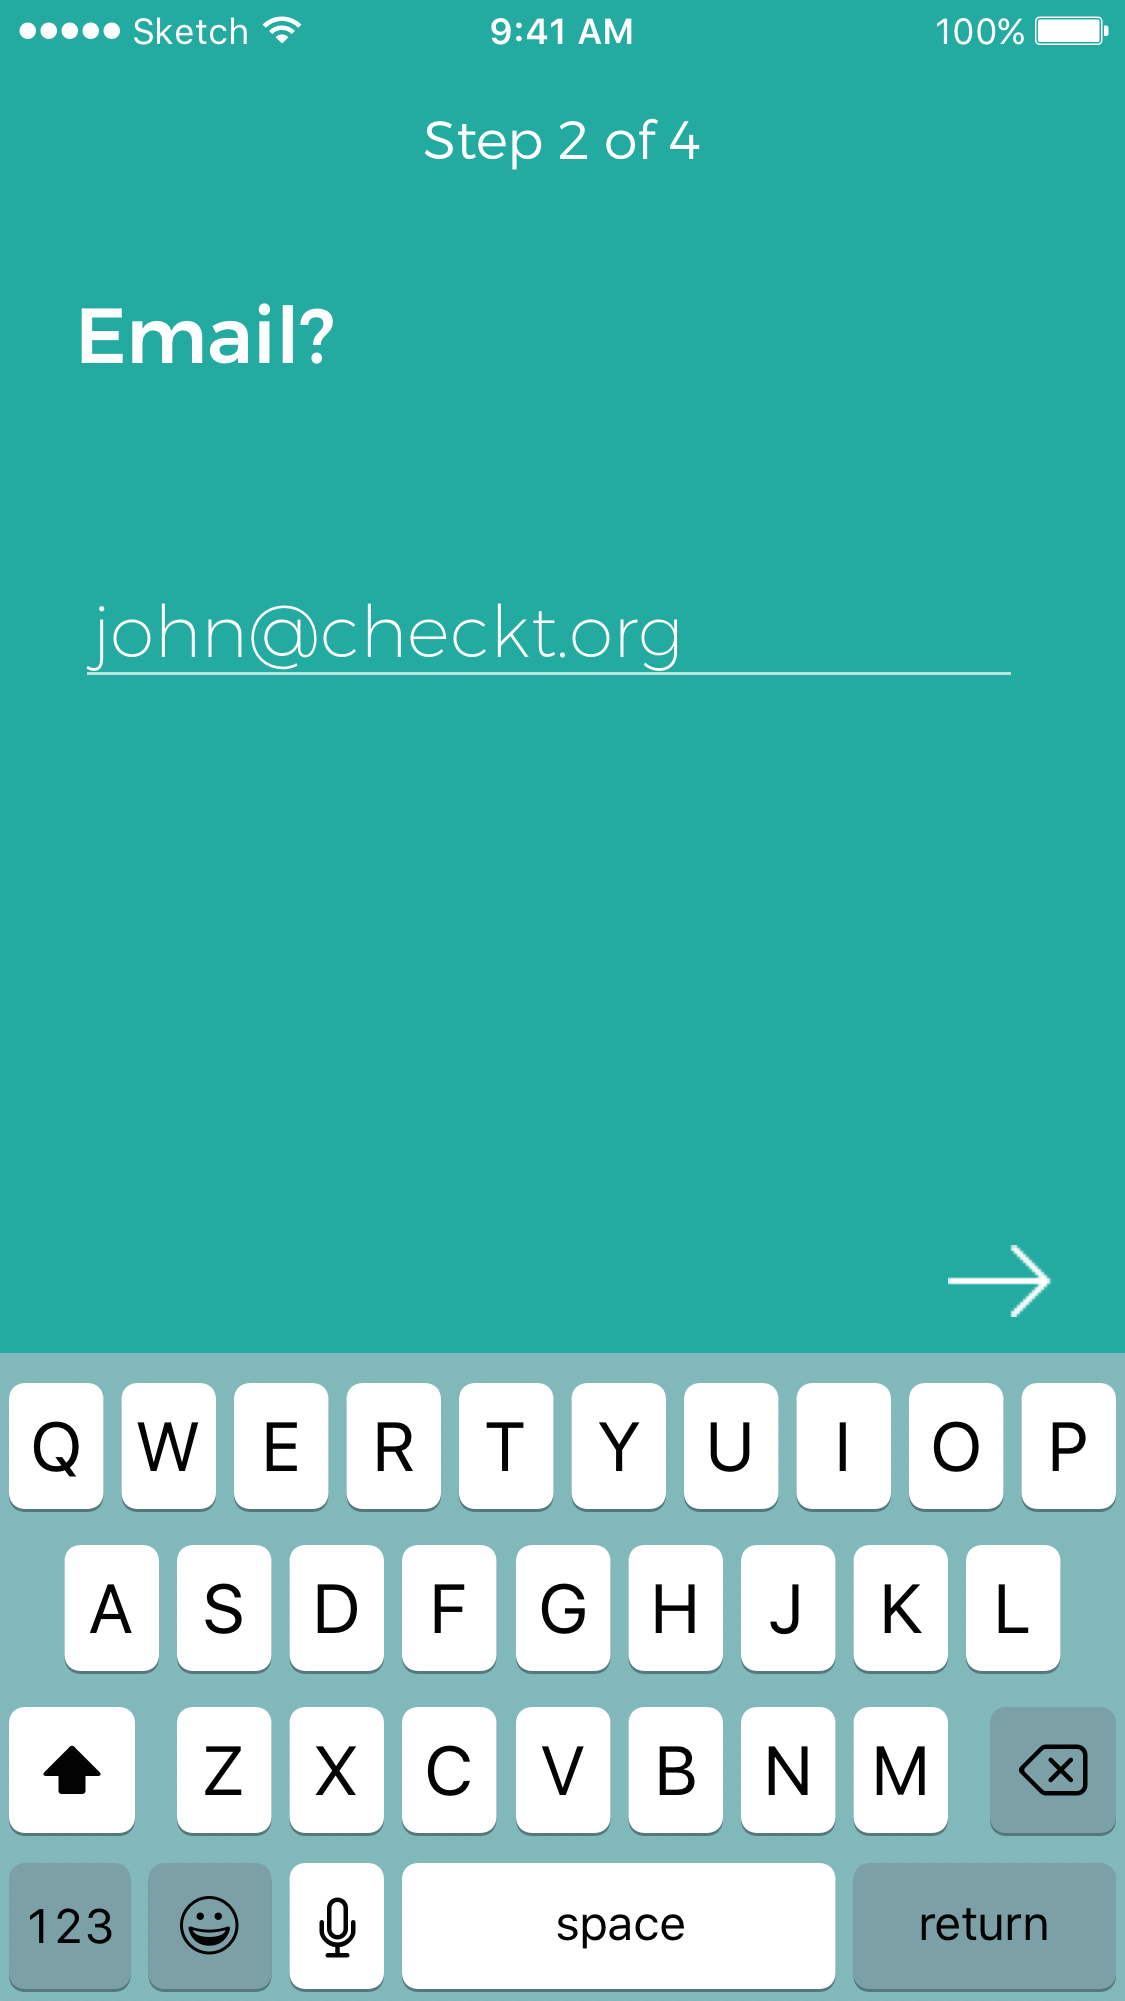 Sketch 9:41 AM 100%
Step 2 of 4
Email?
john@checkt.org
Q W E R T Y U I O P
A S D F G H J K L
Z X C V B N M
123 space return